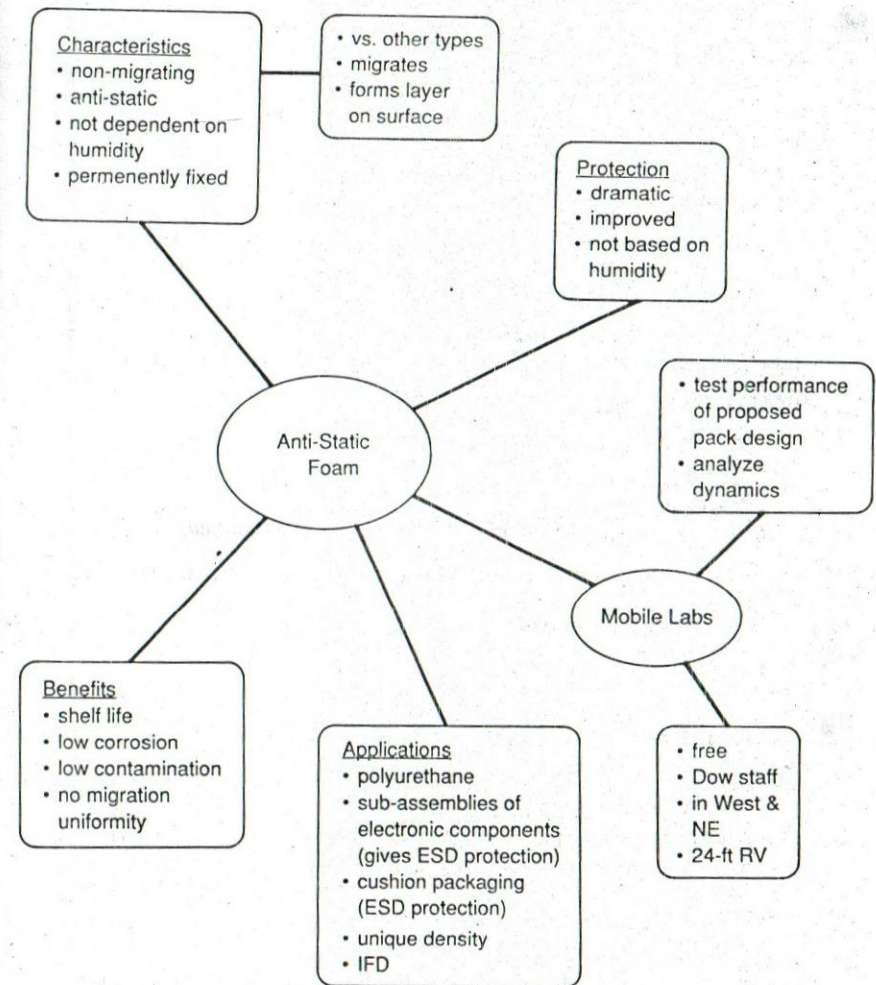 Characteristics
• non-migrating
• anti-static
• not dependent on
humidity
• permenently fixed
• vs. other types
• migrates
• forms layer
on surface
Protection
• dramatic
• improved
• not based on
humidity
Anti-Static
Foam
• test performance
of proposed
pack design
• analyze
dynamics
Mobile Labs
Benefits
• shelf life
• low corrosion
• low contamination
• no migration
uniformity
Applications
• polyurethane
• sub-assemblies of
electronic components
(gives ESD protection)
• cushion packaging
(ESD protection)
• unique density
• IFD
• free
• Dow staff
• in West &
NE
• 24-ft RV